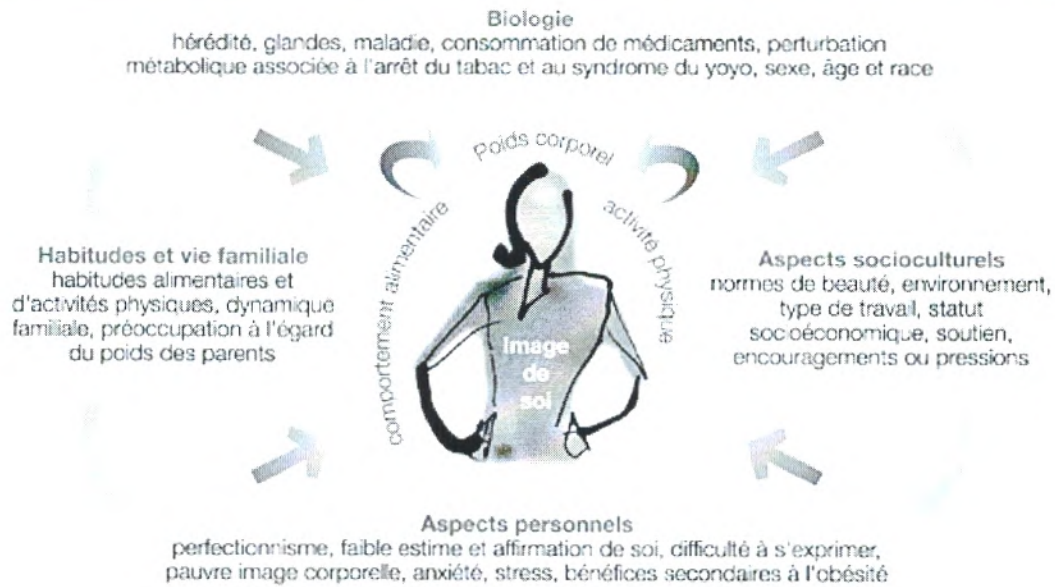 Biologie
hérédité, glandes, maladie, consommation de médicaments, perturbation
métabolique associée à l'arrêt du tabac et au syndrome du yoyo, sexe, âge et race
Poids corporel
comportement alimentaire
activité physique
Habitudes et vie familiale
habitudes alimentaires et
d'activités physiques, dynamique
familiale, préoccupation à l'égard
du poids des parents
Image
de
soi
Aspects socioculturels
normes de beauté, environnement,
type de travail, statut
socioéconomique, soutien,
encouragements ou pressions
Aspects personnels
perfectionnisme, faible estime et affirmation de soi, difficulté à s'exprimer,
pauvre image corporelle, anxiété, stress, bénéfices secondaires à l'obésité